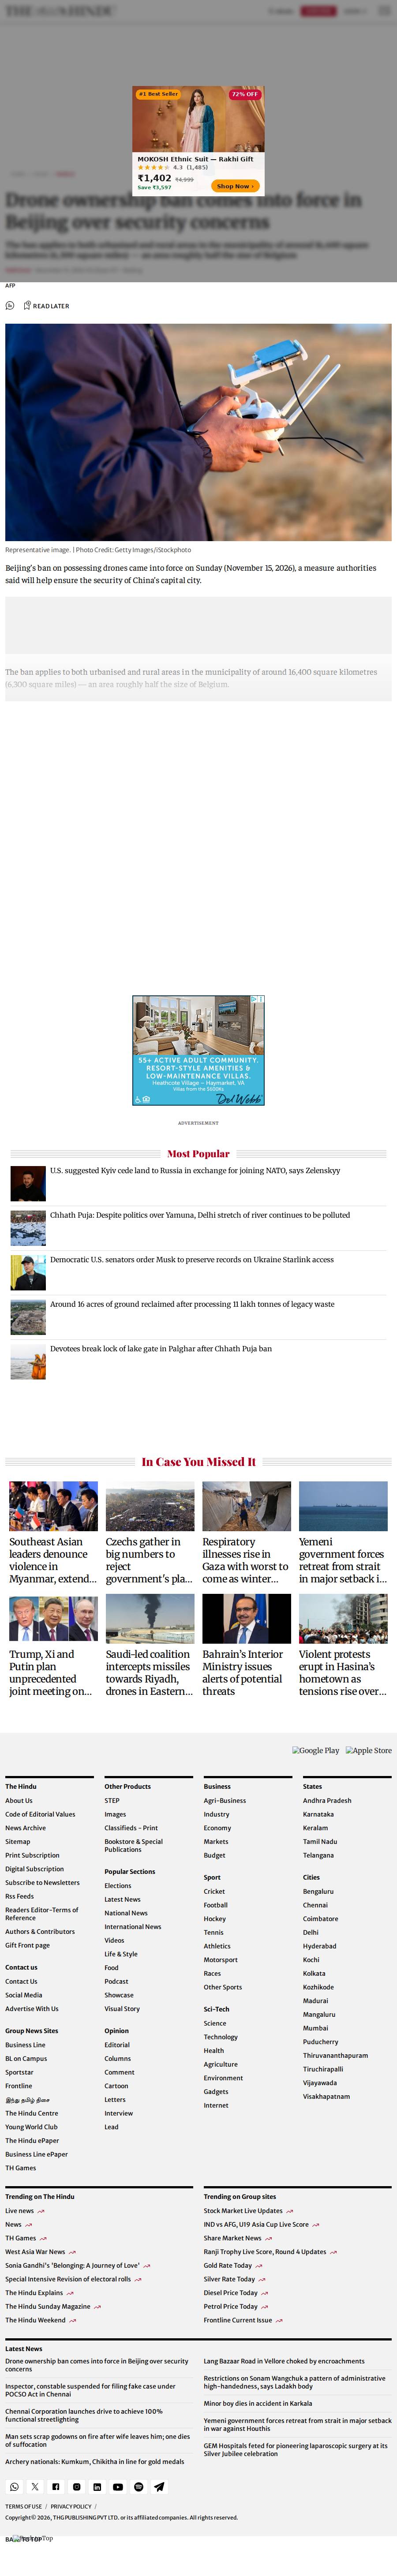 THE HINDU
#1 Best Seller
72% OFF
MOKOSH Ethnic Suit — Rakhi Gift
4.3 (1,485)
₹1,402 ₹4,999
Save ₹3,597
Shop Now ›
Drone ownership ban comes into force in
Beijing over security concerns
AFP
READ LATER
Representative image. | Photo Credit: Getty Images/iStockphoto
Beijing's ban on possessing drones came into force on Sunday (November 15, 2026), a measure authorities
said will help ensure the security of China's capital city.
The ban applies to both urbanised and rural areas in the municipality of around 16,400 square kilometres
(6,300 square miles) — an area roughly half the size of Belgium.
55+ ACTIVE ADULT COMMUNITY.
RESORT-STYLE AMENITIES &
LOW-MAINTENANCE VILLAS.
Heathcote Village — Haymarket, VA
Villas from the $630Ks
Del Webb
ADVERTISEMENT
Most Popular
U.S. suggested Kyiv cede land to Russia in exchange for joining NATO, says Zelenskyy
Chhath Puja: Despite politics over Yamuna, Delhi stretch of river continues to be polluted
Democratic U.S. senators order Musk to preserve records on Ukraine Starlink access
Around 16 acres of ground reclaimed after processing 11 lakh tonnes of legacy waste
Devotees break lock of lake gate in Palghar after Chhath Puja ban
In Case You Missed It
Southeast Asian
leaders denounce
violence in
Myanmar, extend...
Czechs gather in
big numbers to
reject
government's pla...
Respiratory
illnesses rise in
Gaza with worst to
come as winter...
Yemeni
government forces
retreat from strait
in major setback i...
Trump, Xi and
Putin plan
unprecedented
joint meeting on...
Saudi-led coalition
intercepts missiles
towards Riyadh,
drones in Eastern...
Bahrain's Interior
Ministry issues
alerts of potential
threats
Violent protests
erupt in Hasina's
hometown as
tensions rise over...
Google Play
Apple Store
The Hindu
About Us
Code of Editorial Values
News Archive
Sitemap
Print Subscription
Digital Subscription
Subscribe to Newsletters
Rss Feeds
Readers Editor-Terms of
Reference
Authors & Contributors
Gift Front page
Contact us
Contact Us
Social Media
Advertise With Us
Group News Sites
Business Line
BL on Campus
Sportstar
Frontline
இந்து தமிழ் திசை
The Hindu Centre
Young World Club
The Hindu ePaper
Business Line ePaper
TH Games
Other Products
STEP
Images
Classifieds - Print
Bookstore & Special
Publications
Popular Sections
Elections
Latest News
National News
International News
Videos
Life & Style
Food
Podcast
Showcase
Visual Story
Opinion
Editorial
Columns
Comment
Cartoon
Letters
Interview
Lead
Business
Agri-Business
Industry
Economy
Markets
Budget
Sport
Cricket
Football
Hockey
Tennis
Athletics
Motorsport
Races
Other Sports
Sci-Tech
Science
Technology
Health
Agriculture
Environment
Gadgets
Internet
States
Andhra Pradesh
Karnataka
Keralam
Tamil Nadu
Telangana
Cities
Bengaluru
Chennai
Coimbatore
Delhi
Hyderabad
Kochi
Kolkata
Kozhikode
Madurai
Mangaluru
Mumbai
Puducherry
Thiruvananthapuram
Tiruchirapalli
Vijayawada
Visakhapatnam
Trending on The Hindu
Live news
News
TH Games
West Asia War News
Sonia Gandhi's 'Belonging: A Journey of Love'
Special Intensive Revision of electoral rolls
The Hindu Explains
The Hindu Sunday Magazine
The Hindu Weekend
Trending on Group sites
Stock Market Live Updates
IND vs AFG, U19 Asia Cup Live Score
Share Market News
Ranji Trophy Live Score, Round 4 Updates
Gold Rate Today
Silver Rate Today
Diesel Price Today
Petrol Price Today
Frontline Current Issue
Latest News
Drone ownership ban comes into force in Beijing over security
concerns
Inspector, constable suspended for filing fake case under
POCSO Act in Chennai
Chennai Corporation launches drive to achieve 100%
functional streetlighting
Man sets scrap godowns on fire after wife leaves him; one dies
of suffocation
Archery nationals: Kumkum, Chikitha in line for gold medals
Lang Bazaar Road in Vellore choked by encroachments
Restrictions on Sonam Wangchuk a pattern of administrative
high-handedness, says Ladakh body
Minor boy dies in accident in Karkala
Yemeni government forces retreat from strait in major setback
in war against Houthis
GEM Hospitals feted for pioneering laparoscopic surgery at its
Silver Jubilee celebration
TERMS OF USE / PRIVACY POLICY /
Copyright© 2026, THG PUBLISHING PVT LTD. or its affiliated companies. All rights reserved.
BACK TO TOP